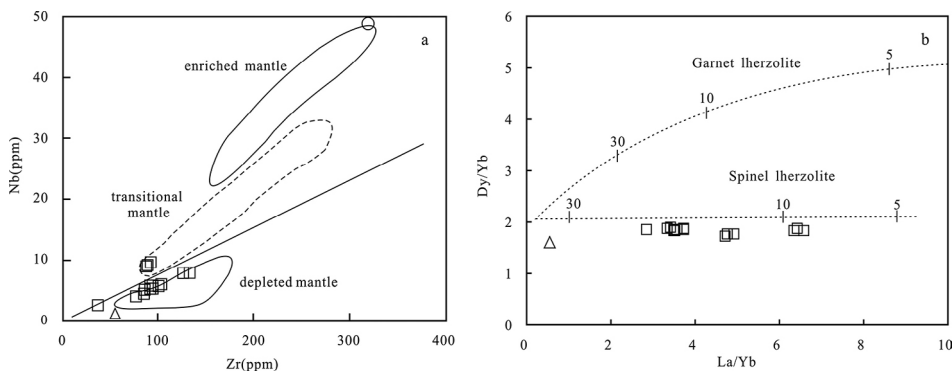 50
40
30
20
10
0
Nb(ppm)
a
enriched mantle
transitional
mantle
depleted mantle
0
100
200
300
400
Zr(ppm)
6
5
4
3
2
1
0
Dy/Yb
b
Garnet lherzolite
5
10
30
Spinel lherzolite
30
10
5
0
2
4
6
8
10
La/Yb